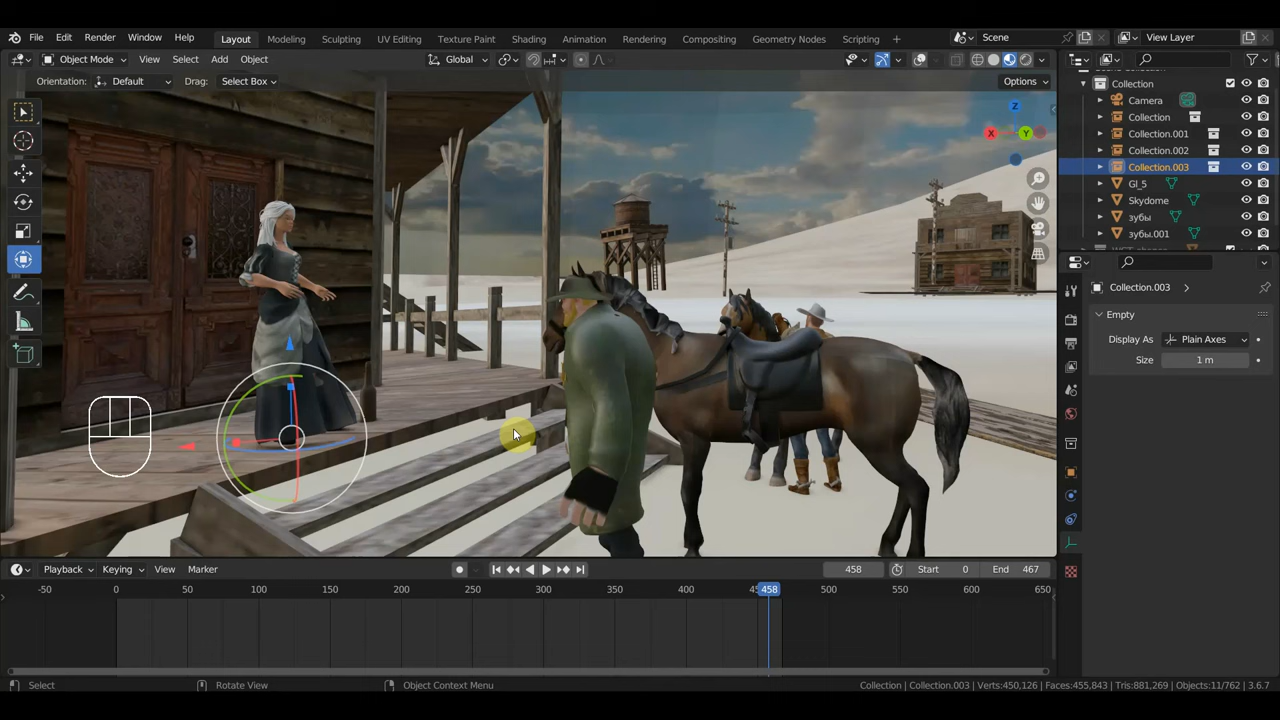 File Edit Render Window Help Layout Modeling Sculpting UV Editing Texture Paint Shading Animation Rendering Compositing Geometry Nodes Scripting + Scene View Layer
Object Mode View Select Add Object Global
Orientation: Default Drag: Select Box Options
Collection
Camera
Collection
Collection.001
Collection.002
Collection.003
GI_5
Skydome
зубы
зубы.001
X Y Z
Collection.003
Empty
Display As Plain Axes
Size 1 m
Playback Keying View Marker 458 Start 0 End 467
-50 0 50 100 150 200 250 300 350 400 458 500 550 600 650
Select Rotate View Object Context Menu Collection | Collection.003 | Verts:450,126 | Faces:455,843 | Tris:881,269 | Objects:11/762 | 3.6.7